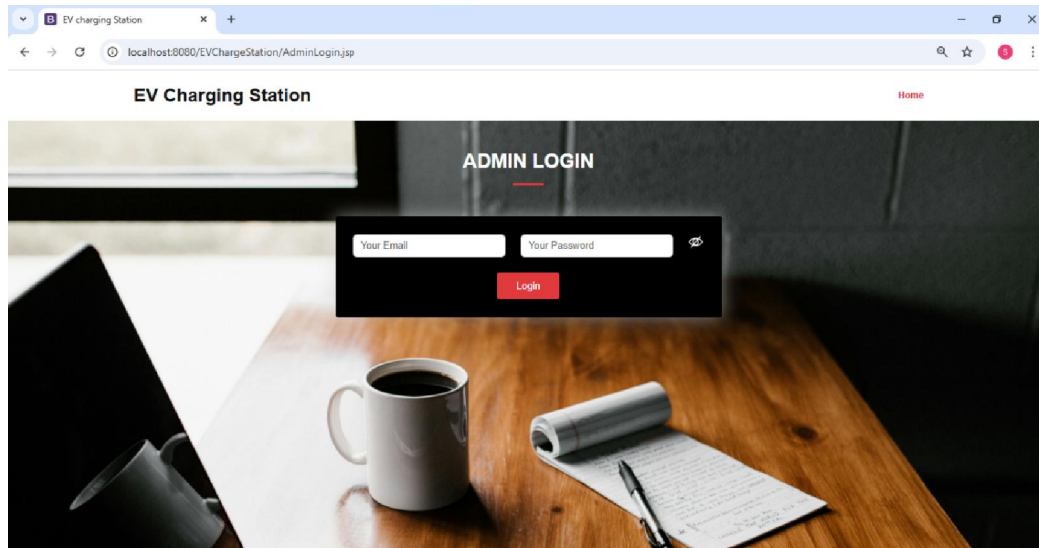 EV charging Station
localhost:8080/EVChargeStation/AdminLogin.jsp
S
EV Charging Station
Home
ADMIN LOGIN
Your Email
Your Password
Login